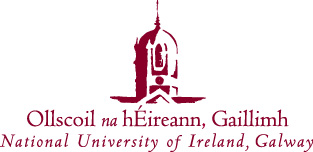 Ollscoil na hÉireann, Gaillimh
National University of Ireland, Galway